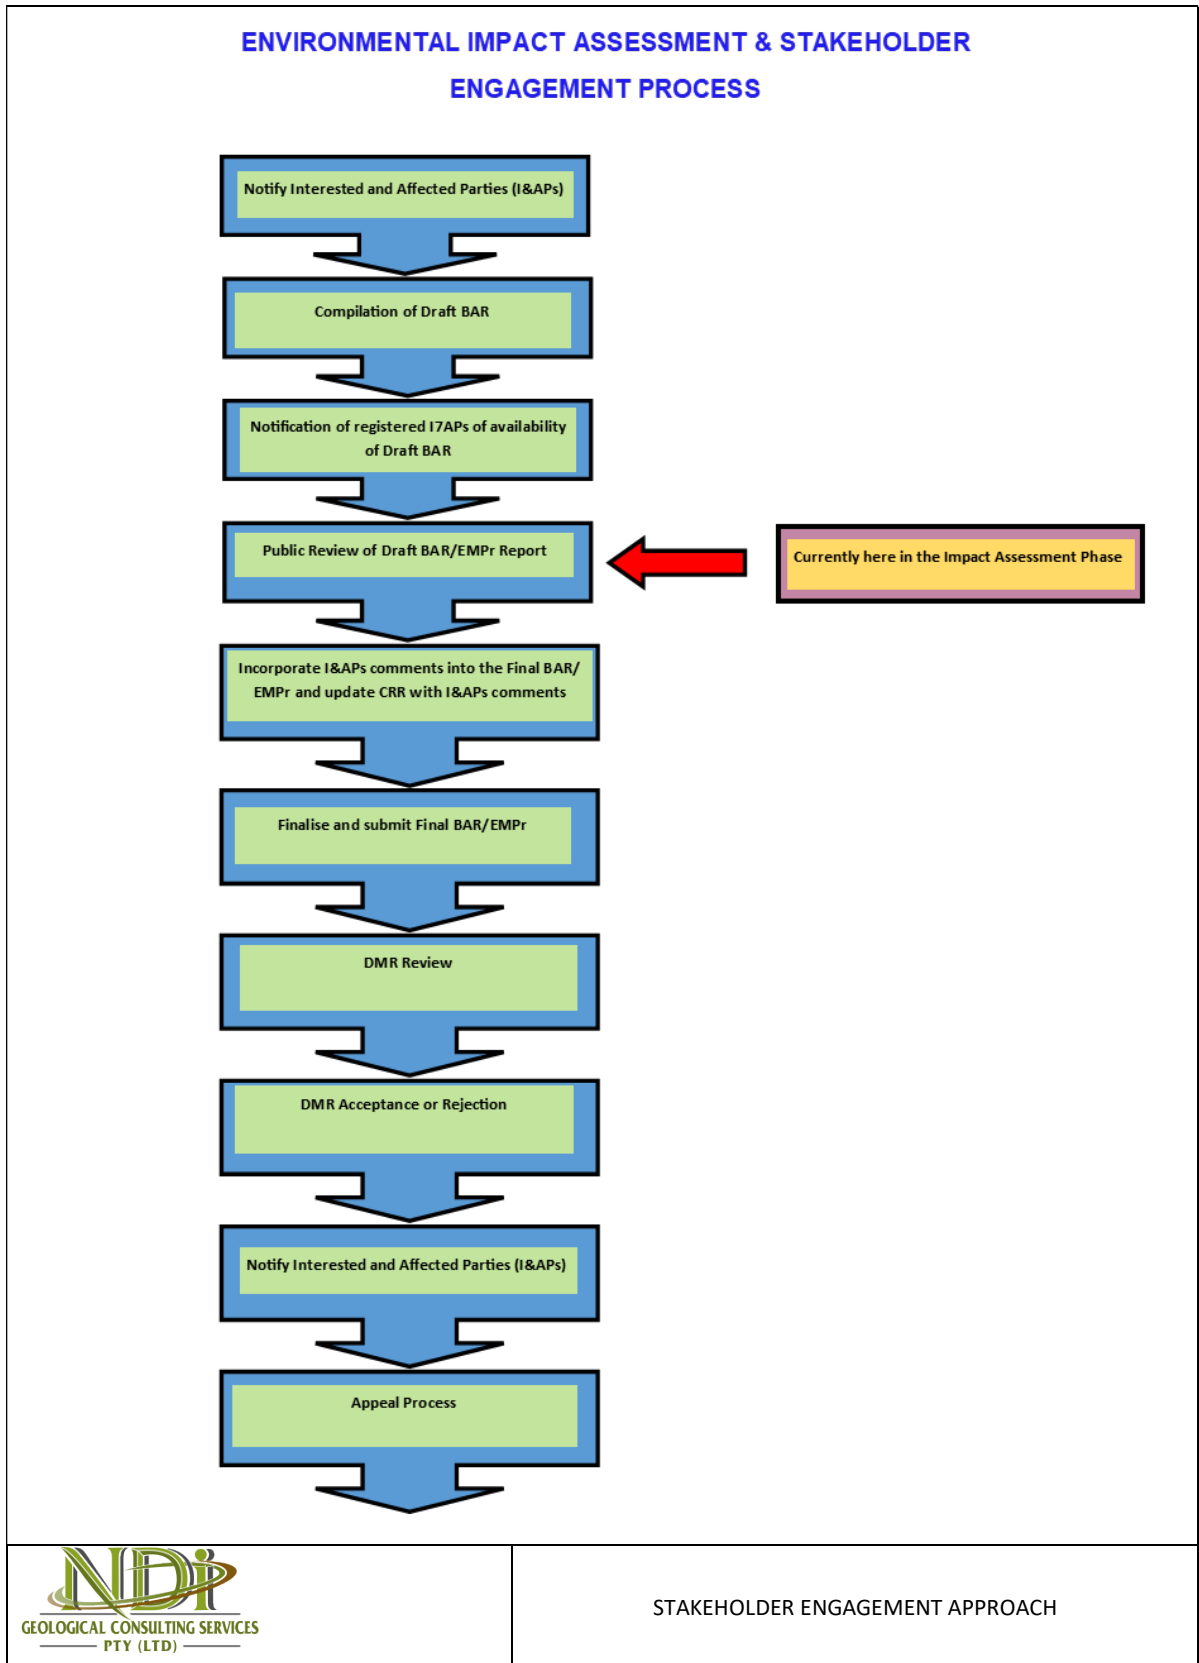 ENVIRONMENTAL IMPACT ASSESSMENT & STAKEHOLDER
ENGAGEMENT PROCESS
Notify Interested and Affected Parties (I&APs)
Compilation of Draft BAR
Notification of registered I7APs of availability
of Draft BAR
Public Review of Draft BAR/EMPr Report
Currently here in the Impact Assessment Phase
Incorporate I&APs comments into the Final BAR/
EMPr and update CRR with I&APs comments
Finalise and submit Final BAR/EMPr
DMR Review
DMR Acceptance or Rejection
Notify Interested and Affected Parties (I&APs)
Appeal Process
NDi
GEOLOGICAL CONSULTING SERVICES
PTY (LTD)
STAKEHOLDER ENGAGEMENT APPROACH